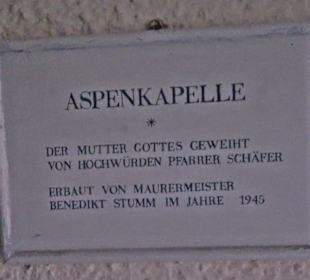 ASPENKAPELLE
*
DER MUTTER GOTTES GEWEIHT
VON HOCHWÜRDEN PFARRER SCHÄFER
ERBAUT VON MAURERMEISTER
BENEDIKT STUMM IM JAHRE 1945